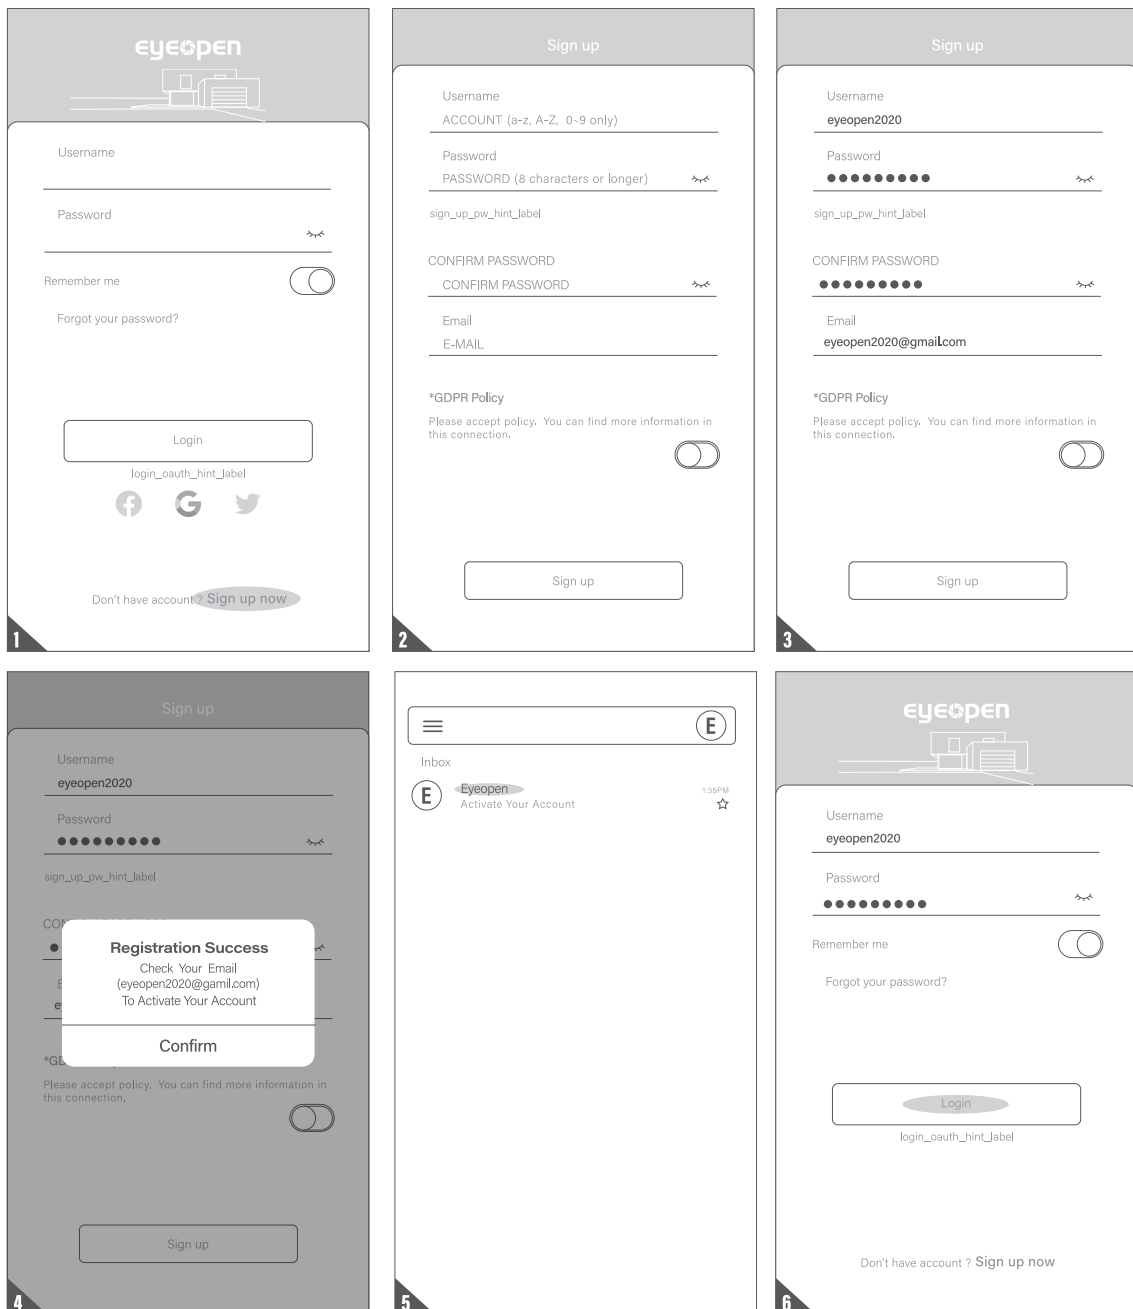 eyeopen
Username
Password
Remember me
Forgot your password?
Login
login_oauth_hint_label
Don't have account ? Sign up now
1
Sign up
Username
ACCOUNT (a-z, A-Z, 0~9 only)
Password
PASSWORD (8 characters or longer)
sign_up_pw_hint_label
CONFIRM PASSWORD
CONFIRM PASSWORD
Email
E-MAIL
*GDPR Policy
Please accept policy. You can find more information in
this connection.
Sign up
2
Sign up
Username
eyeopen2020
Password
sign_up_pw_hint_label
CONFIRM PASSWORD
Email
eyeopen2020@gmail.com
*GDPR Policy
Please accept policy. You can find more information in
this connection.
Sign up
3
Sign up
Username
eyeopen2020
Password
sign_up_pw_hint_label
Registration Success
Check Your Email
(eyeopen2020@gamil.com)
To Activate Your Account
Confirm
*GD
Please accept policy. You can find more information in
this connection.
Sign up
4
E
Inbox
E
Eyeopen
1:35PM
Activate Your Account
5
eyeopen
Username
eyeopen2020
Password
Remember me
Forgot your password?
Login
login_oauth_hint_label
Don't have account ? Sign up now
6